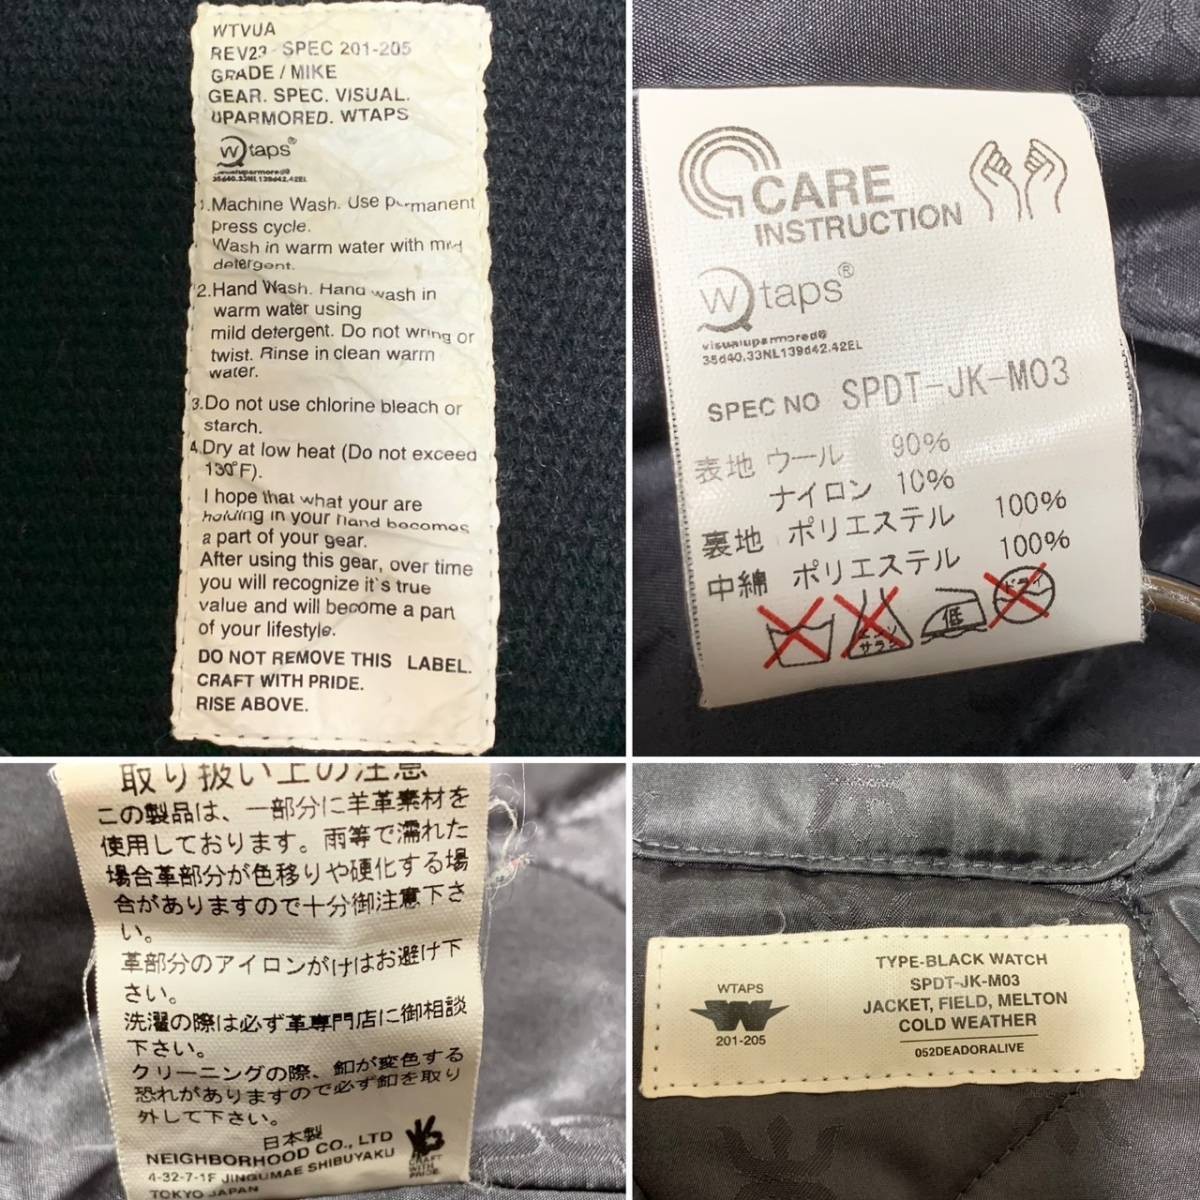 WTVUA
REV23 SPEC 201-205
GRADE / MIKE
GEAR. SPEC. VISUAL.
UPARMORED. WTAPS
Wtaps®
visualuparmored®
35d40.33NL139d42.42EL
1.Machine Wash. Use permanent
press cycle.
Wash in warm water with mild
detergent.
2.Hand Wash. Hand wash in
warm water using
mild detergent. Do not wring or
twist. Rinse in clean warm
water.
3.Do not use chlorine bleach or
starch.
4.Dry at low heat (Do not exceed
130°F).
I hope that what your are
holding in your hand becomes
a part of your gear.
After using this gear, over time
you will recognize it`s true
value and will become a part
of your lifestyle.
DO NOT REMOVE THIS LABEL.
CRAFT WITH PRIDE.
RISE ABOVE.
CARE
INSTRUCTION
Wtaps®
visualuparmored®
35d40.33NL139d42.42EL
SPEC NO SPDT-JK-M03
表地 ウール 90%
ナイロン 10%
裏地 ポリエステル 100%
中綿 ポリエステル 100%
エンソ
サラシ
低
ドライ
取り扱い上の注意
この製品は、一部分に羊革素材を
使用しております。雨等で濡れた
場合革部分が色移りや硬化する場
合がありますので十分御注意下さ
い。
革部分のアイロンがけはお避け下
さい。
洗濯の際は必ず革専門店に御相談
下さい。
クリーニングの際、釦が変色する
恐れがありますので必ず釦を取り
外して下さい。
日本製
NEIGHBORHOOD CO., LTD
4-32-7-1F JINGUMAE SHIBUYAKU
TOKYO JAPAN
CRAFT
WITH
PRIDE
WTAPS
W
201-205
TYPE-BLACK WATCH
SPDT-JK-M03
JACKET, FIELD, MELTON
COLD WEATHER
052DEADORALIVE